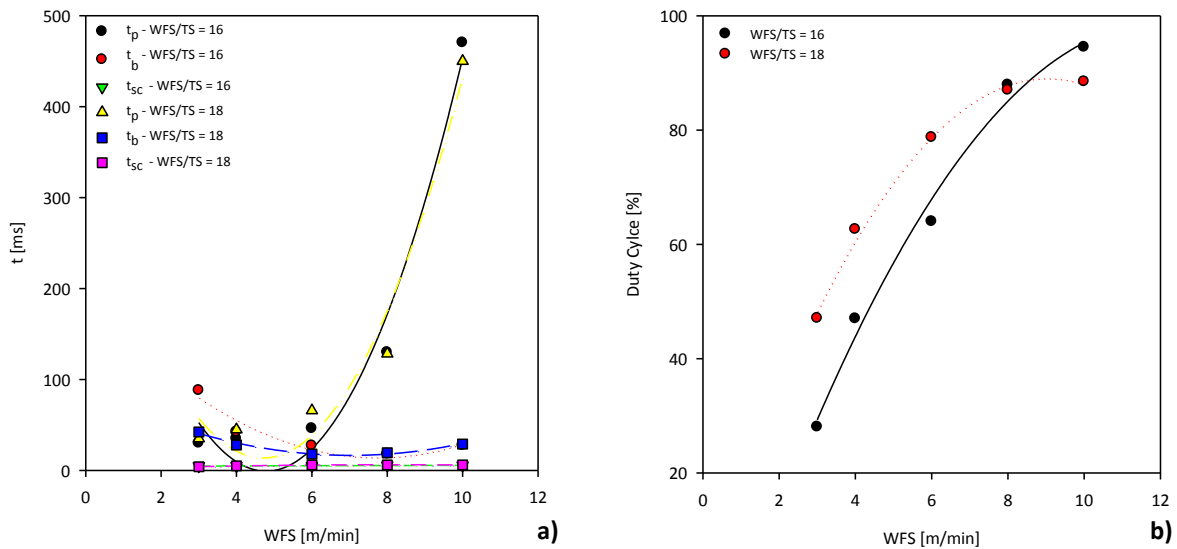 500
400
300
200
100
0
t [ms]
tp - WFS/TS = 16
tb - WFS/TS = 16
tsc - WFS/TS = 16
tp - WFS/TS = 18
tb - WFS/TS = 18
tsc - WFS/TS = 18
0 2 4 6 8 10 12
WFS [m/min]
a)
100
80
60
40
20
Duty Cylce [%]
WFS/TS = 16
WFS/TS = 18
0 2 4 6 8 10 12
WFS [m/min]
b)